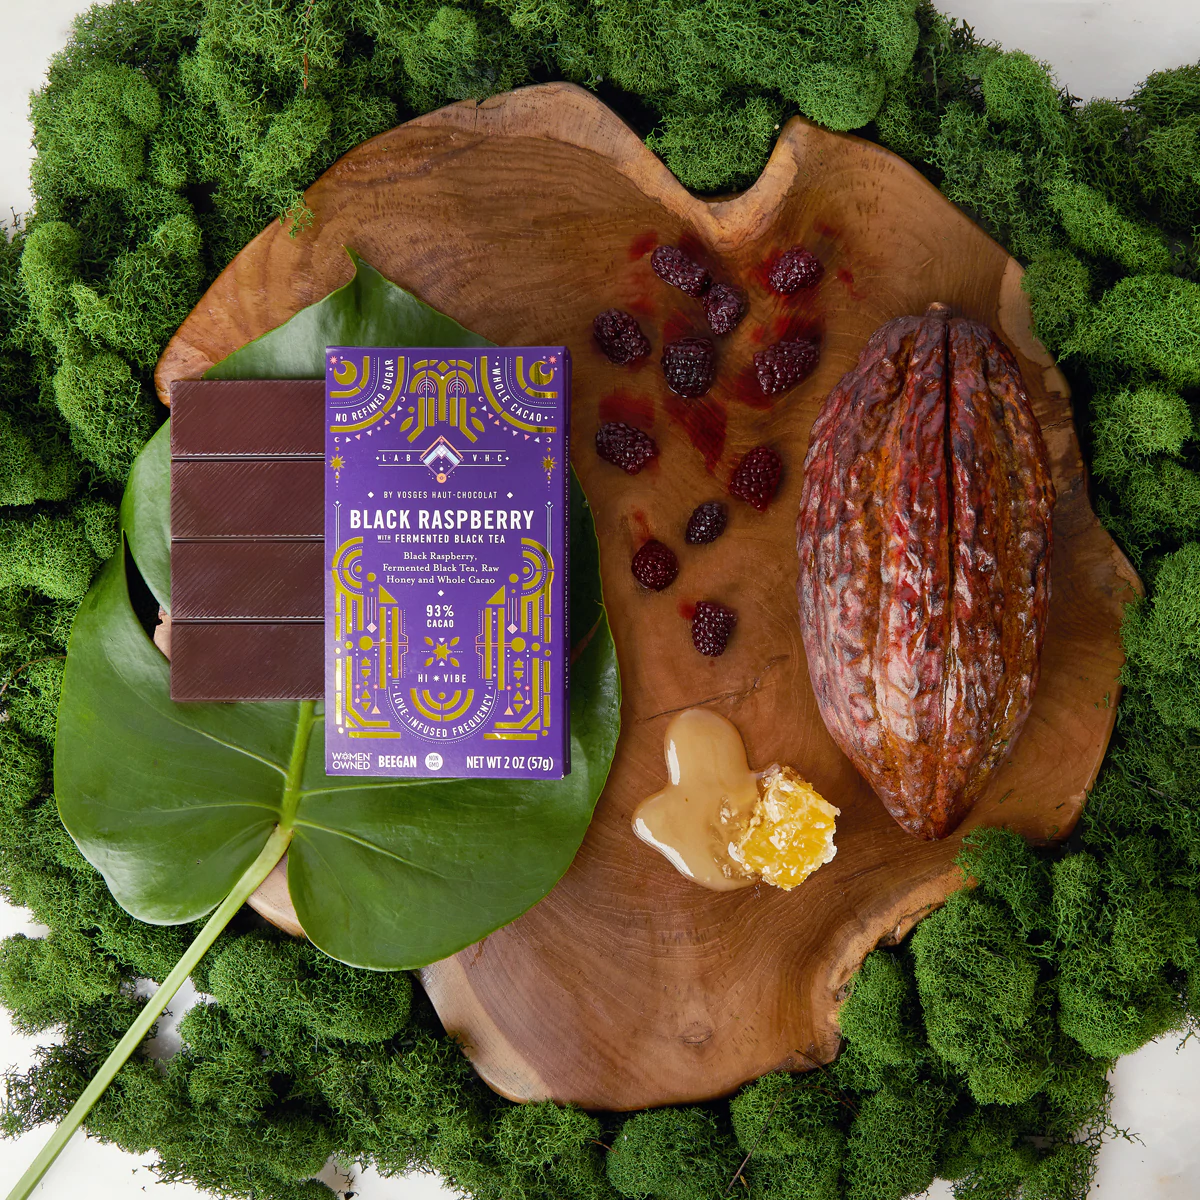 NO REFINED SUGAR
WHOLE CACAO
LAB V·H·C
BY VOSGES HAUT-CHOCOLAT
BLACK RASPBERRY
WITH FERMENTED BLACK TEA
Black Raspberry,
Fermented Black Tea, Raw
Honey and Whole Cacao
93%
CACAO
HI ✷ VIBE
LOVE-INFUSED FREQUENCY
WOMEN
OWNED
BEEGAN
NON
GMO
NET WT 2 OZ (57g)